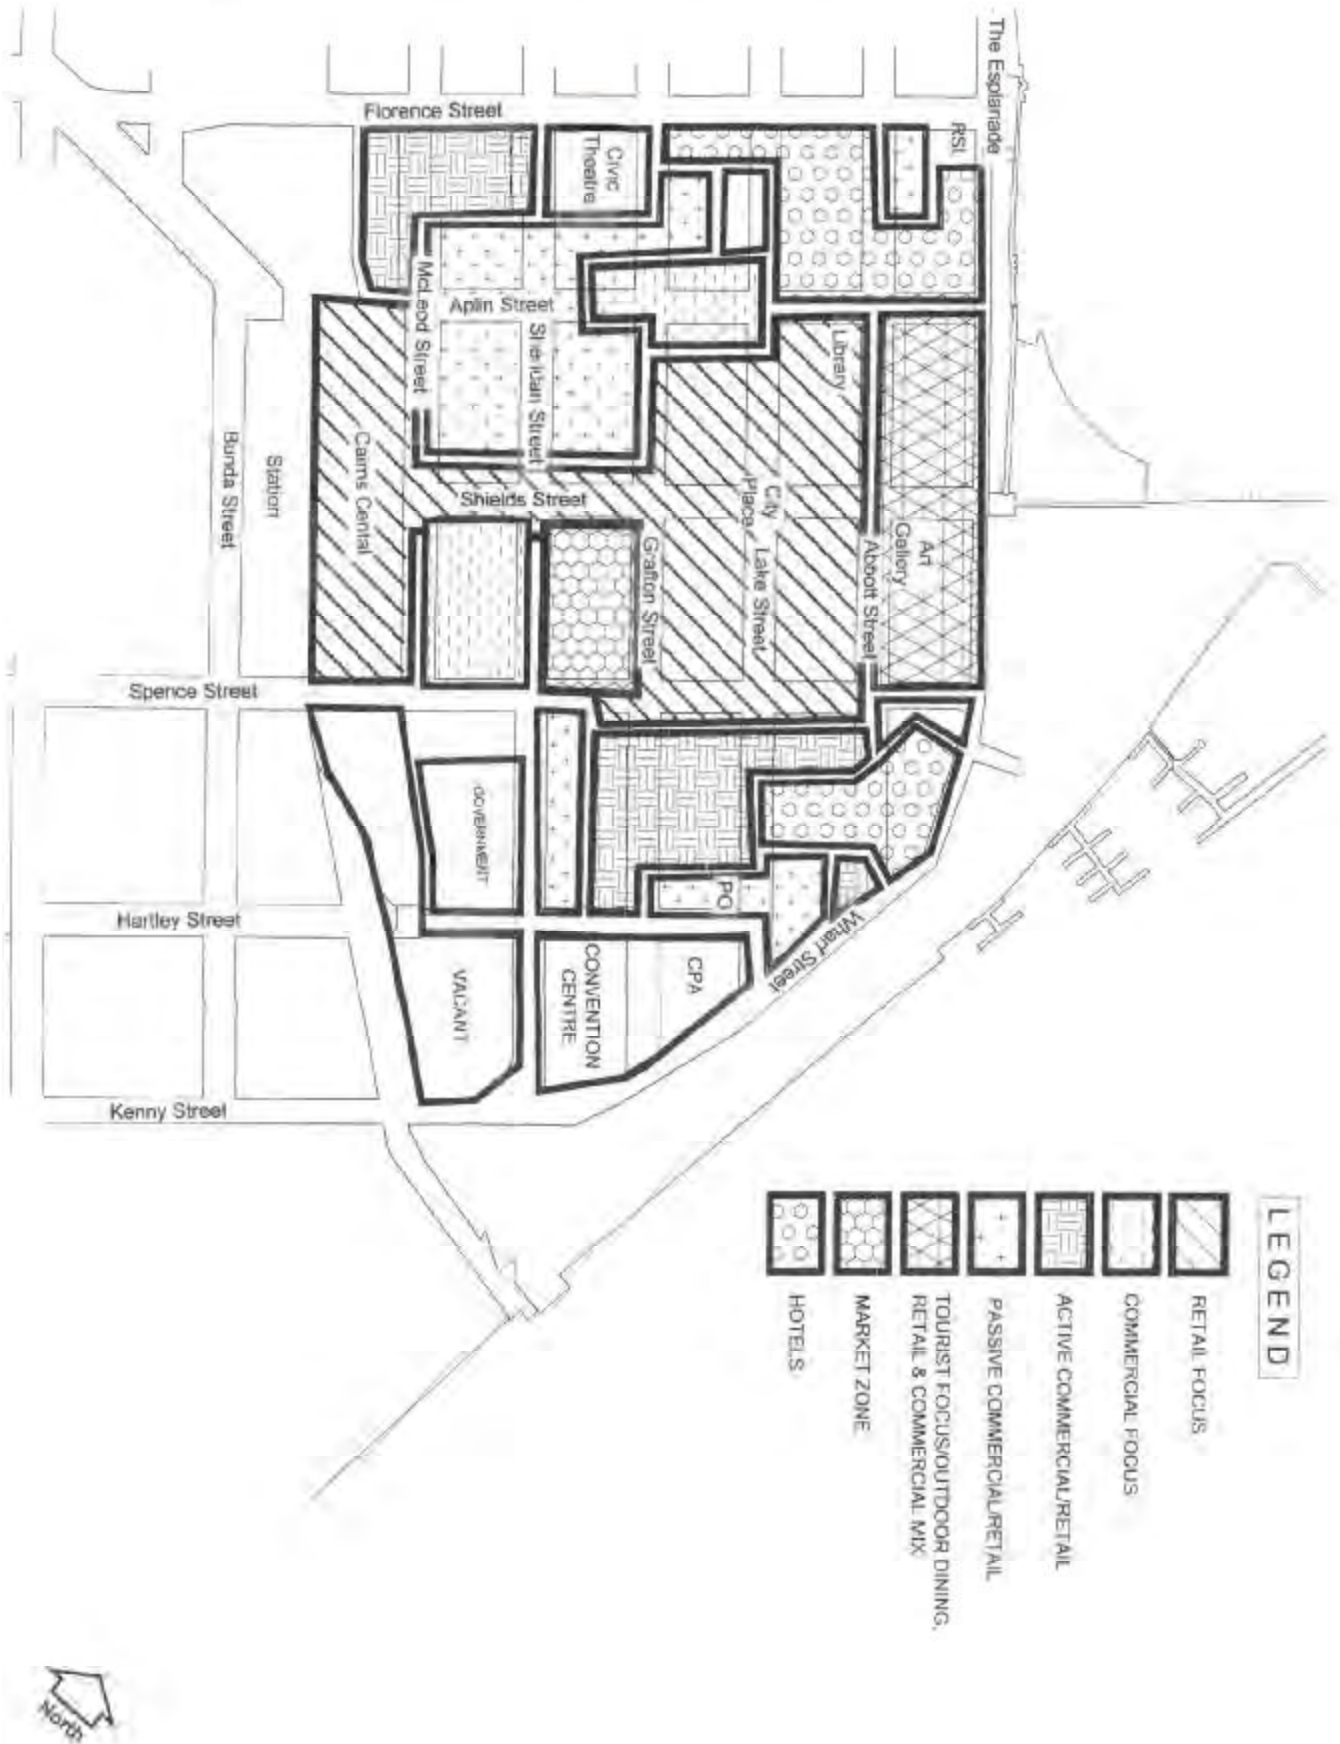 The Esplanade
Florence Street
RSL
Civic
Theatre
McLeod Street
Aplin Street
Sheridan Street
Library
Cairns Cental
Station
Bunda Street
Shields Street
City
Place
Lake Street
Grafton Street
Abbott Street
Art
Gallery
Spence Street
GOVERNMENT
PO
Wharf Street
Hartley Street
VACANT
CONVENTION
CENTRE
CPA
Kenny Street
LEGEND
RETAIL FOCUS
COMMERCIAL FOCUS
ACTIVE COMMERCIAL/RETAIL
PASSIVE COMMERCIAL/RETAIL
TOURIST FOCUS/OUTDOOR DINING,
RETAIL & COMMERCIAL MIX
MARKET ZONE
HOTELS
North